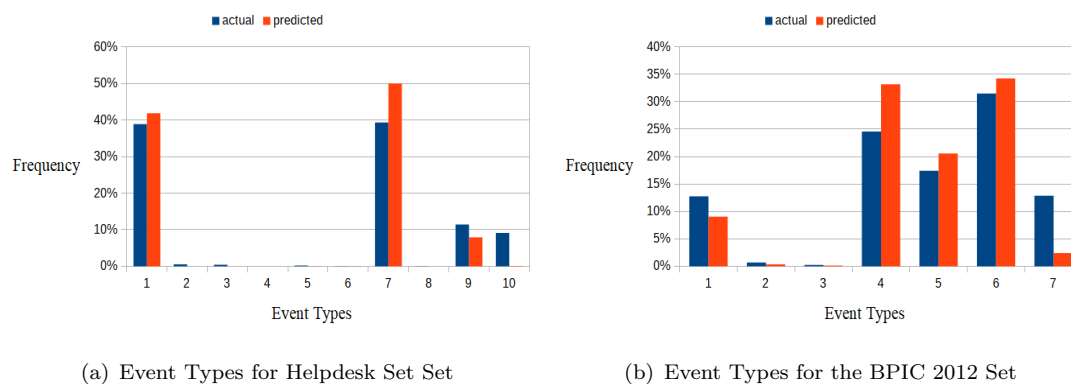 actual predicted
60%
50%
40%
30%
20%
10%
0%
Frequency
1 2 3 4 5 6 7 8 9 10
Event Types
(a) Event Types for Helpdesk Set Set
actual predicted
40%
35%
30%
25%
20%
15%
10%
5%
0%
Frequency
1 2 3 4 5 6 7
Event Types
(b) Event Types for the BPIC 2012 Set